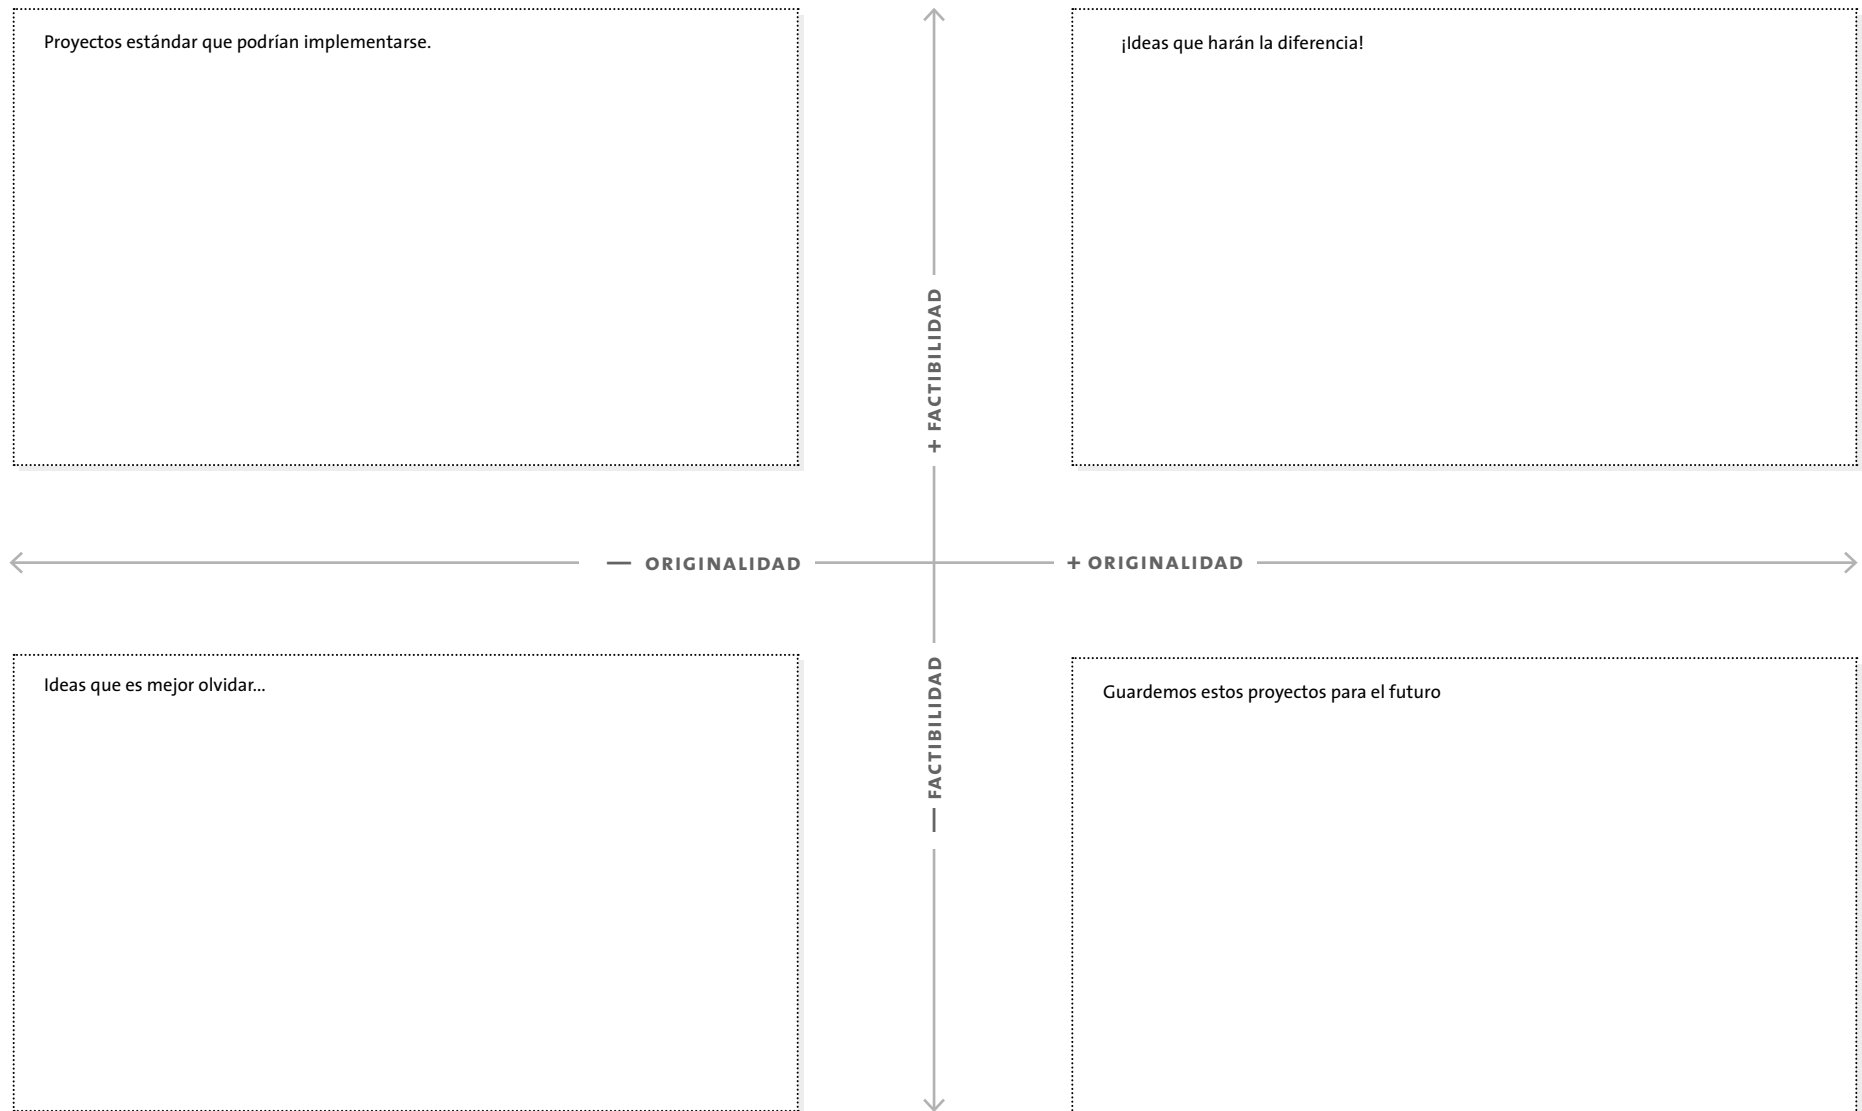 Proyectos estándar que podrían implementarse.
¡Ideas que harán la diferencia!
+ FACTIBILIDAD
— ORIGINALIDAD
+ ORIGINALIDAD
— FACTIBILIDAD
Ideas que es mejor olvidar...
Guardemos estos proyectos para el futuro